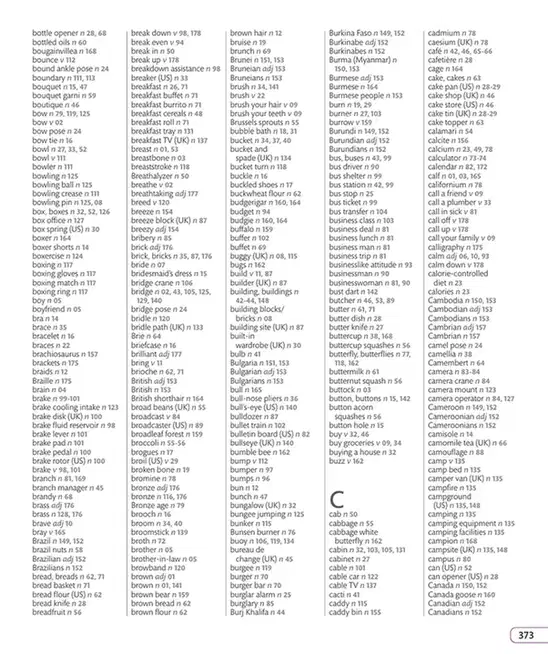 bottle opener n 28, 68
bottled oils n 60
bougainvillea n 168
bounce v 112
bound ankle pose n 24
boundary n 111, 113
bouquet n 15, 47
bouquet garni n 59
boutique n 46
bow n 79, 119, 125
bow v 02
bow pose n 24
bow tie n 16
bowl n 27, 33, 52
bowl v 111
bowler n 111
bowling n 125
bowling ball n 125
bowling crease n 111
bowling pin n 125, 08
box, boxes n 32, 52, 126
box office n 127
box spring (US) n 30
boxer n 164
boxer shorts n 14
boxercise n 124
boxing n 117
boxing gloves n 117
boxing match n 117
boxing ring n 117
boy n 05
boyfriend n 05
bra n 14
brace n 35
bracelet n 16
braces n 22
brachiosaurus n 157
brackets n 175
braids n 12
Braille n 175
brain n 04
brake n 99-101
brake cooling intake n 123
brake disk (UK) n 100
brake fluid reservoir n 98
brake lever n 101
brake pad n 101
brake pedal n 100
brake rotor (US) n 100
brake v 98, 101
branch n 81, 169
branch manager n 45
brandy n 68
brass adj 176
brass n 128, 176
brave adj 10
bray v 165
Brazil n 149, 152
Brazil nuts n 58
Brazilian adj 152
Brazilians n 152
bread, breads n 62, 71
bread basket n 71
bread flour (US) n 62
bread knife n 28
breadfruit n 56
break down v 98, 178
break even v 94
break in n 50
break up v 178
breakdown assistance n 98
breaker (US) n 33
breakfast n 26, 71
breakfast buffet n 71
breakfast burrito n 71
breakfast cereals n 48
breakfast roll n 71
breakfast tray n 131
breakfast TV (UK) n 137
breast n 01, 53
breastbone n 03
breaststroke n 118
Breathalyzer n 50
breathe v 02
breathtaking adj 177
breed v 120
breeze n 154
breeze block (UK) n 87
breezy adj 154
bribery n 85
brick adj 176
brick, bricks n 35, 87, 176
bride n 07
bridesmaid's dress n 15
bridge crane n 106
bridge n 02, 43, 105, 125,
129, 140
bridge pose n 24
bridle n 120
bridle path (UK) n 133
Brie n 64
briefcase n 16
brilliant adj 177
bring v 11
brioche n 62, 71
British adj 153
British n 153
British shorthair n 164
broad beans (UK) n 55
broadcast v 84
broadcaster (US) n 89
broadleaf forest n 159
broccoli n 55-56
brogues n 17
broil (US) v 29
broken bone n 19
bromine n 78
bronze adj 176
bronze n 116, 176
Bronze age n 79
brooch n 16
broom n 34, 40
broomstick n 139
broth n 72
brother n 05
brother-in-law n 05
browband n 120
brown adj 01
brown n 01, 141
brown bear n 159
brown bread n 62
brown flour n 62
brown hair n 12
bruise n 19
brunch n 69
Brunei n 151, 153
Bruneian adj 153
Bruneians n 153
brush n 34, 141
brush v 22
brush your hair v 09
brush your teeth v 09
Brussels sprouts n 55
bubble bath n 18, 31
bucket n 34, 37, 40
bucket and
spade (UK) n 134
bucket turn n 118
buckle n 16
buckled shoes n 17
buckwheat flour n 62
budgerigar n 160, 164
budget n 94
budgie n 160, 164
buffalo n 159
buffer n 102
buffet n 69
buggy (UK) n 08, 115
bugs n 162
build v 11, 87
builder (UK) n 87
building, buildings n
42-44, 148
building blocks/
bricks n 08
building site (UK) n 87
built-in
wardrobe (UK) n 30
bulb n 41
Bulgaria n 151, 153
Bulgarian adj 153
Bulgarians n 153
bull n 165
bull-nose pliers n 36
bull's-eye (US) n 140
bulldozer n 87
bullet train n 102
bulletin board (US) n 82
bullseye (UK) n 140
bumble bee n 162
bump v 112
bumper n 97
bumps n 96
bun n 12
bunch n 47
bungalow (UK) n 32
bungee jumping n 125
bunker n 115
Bunsen burner n 76
buoy n 106, 119, 134
bureau de
change (UK) n 45
burgee n 119
burger n 70
burger bar n 70
burglar alarm n 25
burglary n 85
Burj Khalifa n 44
Burkina Faso n 149, 152
Burkinabe adj 152
Burkinabes n 152
Burma (Myanmar) n
150, 153
Burmese adj 153
Burmese n 164
Burmese people n 153
burn n 19, 29
burner n 27, 103
burrow v 159
Burundi n 149, 152
Burundian adj 152
Burundians n 152
bus, buses n 43, 99
bus driver n 90
bus shelter n 99
bus station n 42, 99
bus stop n 25
bus ticket n 99
bus transfer n 104
business class n 103
business deal n 81
business lunch n 81
business man n 81
business trip n 81
businesslike attitude n 93
businessman n 90
businesswoman n 81, 90
bust dart n 142
butcher n 46, 53, 89
butter n 61, 71
butter dish n 28
butter knife n 27
buttercup n 38, 168
buttercup squashes n 56
butterfly, butterflies n 77,
118, 162
buttermilk n 61
butternut squash n 56
buttock n 03
button, buttons n 15, 142
button acorn
squashes n 56
button hole n 15
buy v 32, 46
buy groceries v 09, 34
buying a house n 32
buzz v 162
C
cab n 50
cabbage n 55
cabbage white
butterfly n 162
cabin n 32, 103, 105, 131
cabinet n 27
cable n 101
cable car n 122
cable TV n 137
cacti n 41
caddy n 115
caddy bin n 155
cadmium n 78
caesium (UK) n 78
café n 42, 46, 65-66
cafetière n 28
cage n 164
cake, cakes n 63
cake pan (US) n 28-29
cake shop (UK) n 46
cake store (US) n 46
cake tin (UK) n 28-29
cake topper n 63
calamari n 54
calcite n 156
calcium n 23, 49, 78
calculator n 73-74
calendar n 82, 172
calf n 01, 03, 165
californium n 78
call a friend v 09
call a plumber v 33
call in sick v 81
call off v 178
call up v 178
call your family v 09
calligraphy n 175
calm adj 06, 10, 93
calm down v 178
calorie-controlled
diet n 23
calories n 23
Cambodia n 150, 153
Cambodian adj 153
Cambodians n 153
Cambrian adj 157
Cambrian n 157
camel pose n 24
camellia n 38
Camembert n 64
camera n 83-84
camera crane n 84
camera mount n 123
camera operator n 84, 127
Cameroon n 149, 152
Cameroonian adj 152
Cameroonians n 152
camisole n 14
camomile tea (UK) n 66
camouflage n 88
camp v 135
camp bed n 135
camper van (UK) n 135
campfire n 135
campground
(US) n 135, 148
camping n 135
camping equipment n 135
camping facilities n 135
campion n 168
campsite (UK) n 135, 148
campus n 80
can (US) n 52
can opener (US) n 28
Canada n 150, 152
Canada goose n 160
Canadian adj 152
Canadians n 152
373